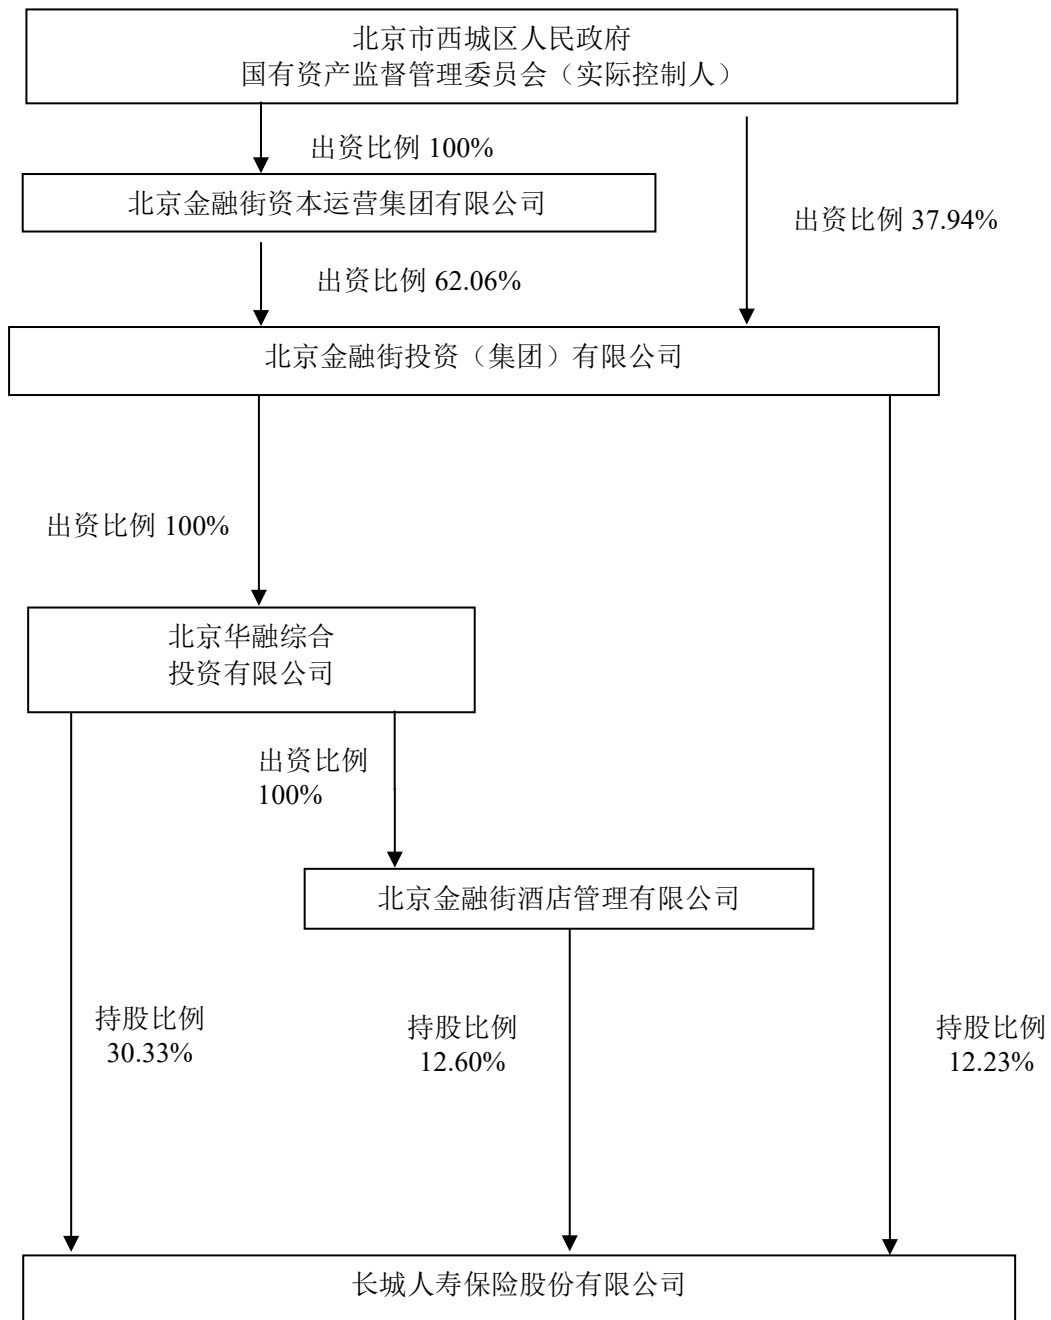 北京市西城区人民政府
国有资产监督管理委员会（实际控制人）
出资比例 100%
北京金融街资本运营集团有限公司
出资比例 37.94%
出资比例 62.06%
北京金融街投资（集团）有限公司
出资比例 100%
北京华融综合
投资有限公司
出资比例
100%
北京金融街酒店管理有限公司
持股比例
30.33%
持股比例
12.60%
持股比例
12.23%
长城人寿保险股份有限公司